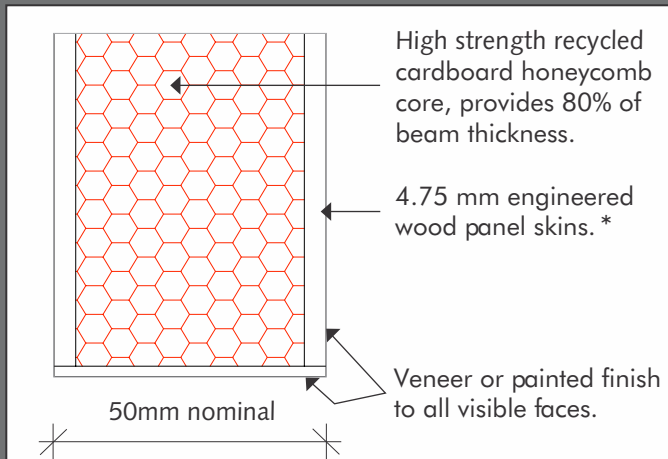 High strength recycled
cardboard honeycomb
core, provides 80% of
beam thickness.
4.75 mm engineered
wood panel skins. *
Veneer or painted finish
to all visible faces.
50mm nominal